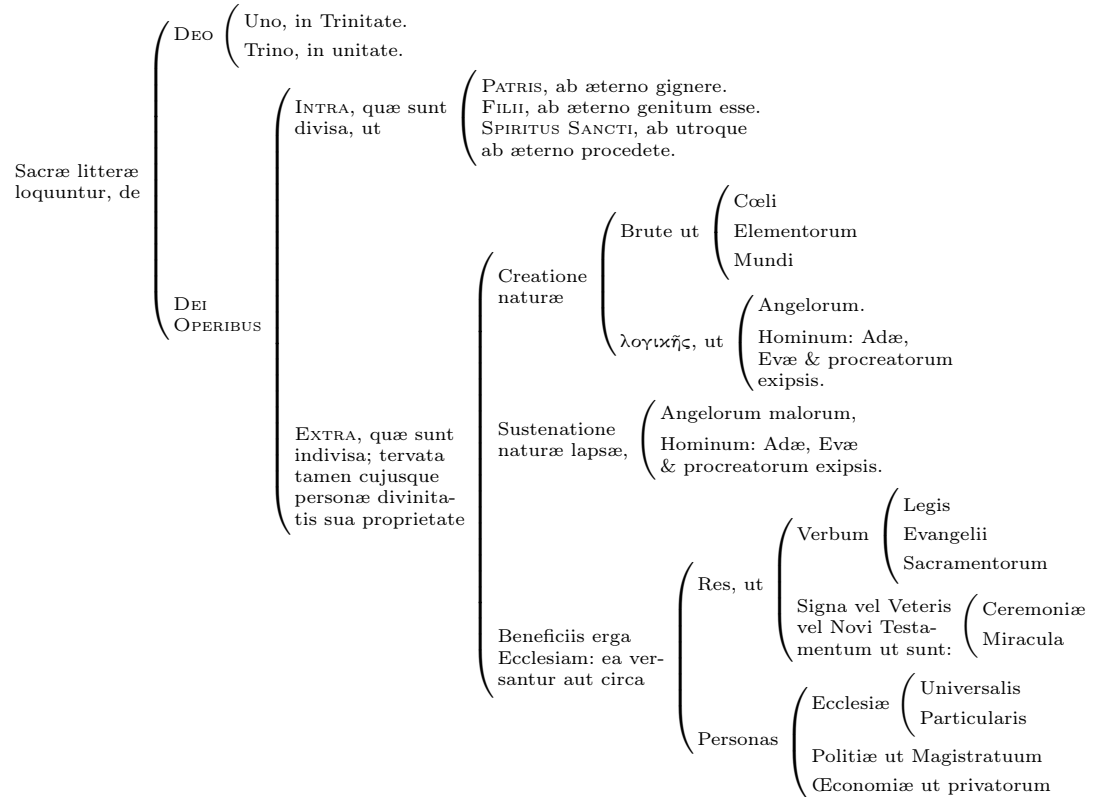 Sacræ litteræ
loquuntur, de
Deo
Uno, in Trinitate.
Trino, in unitate.
Dei
Operibus
Intra, quæ sunt
divisa, ut
Patris, ab æterno gignere.
Filii, ab æterno genitum esse.
Spiritus Sancti, ab utroque
ab æterno procedete.
Extra, quæ sunt
indivisa; tervata
tamen cujusque
personæ divinita-
tis sua proprietate
Creatione
naturæ
Brute ut
Cœli
Elementorum
Mundi
λογικῆς, ut
Angelorum.
Hominum: Adæ,
Evæ & procreatorum
exipsis.
Sustenatione
naturæ lapsæ,
Angelorum malorum,
Hominum: Adæ, Evæ
& procreatorum exipsis.
Beneficiis erga
Ecclesiam: ea ver-
santur aut circa
Res, ut
Verbum
Legis
Evangelii
Sacramentorum
Signa vel Veteris
vel Novi Testa-
mentum ut sunt:
Ceremoniæ
Miracula
Personas
Ecclesiæ
Universalis
Particularis
Politiæ ut Magistratuum
Œconomiæ ut privatorum